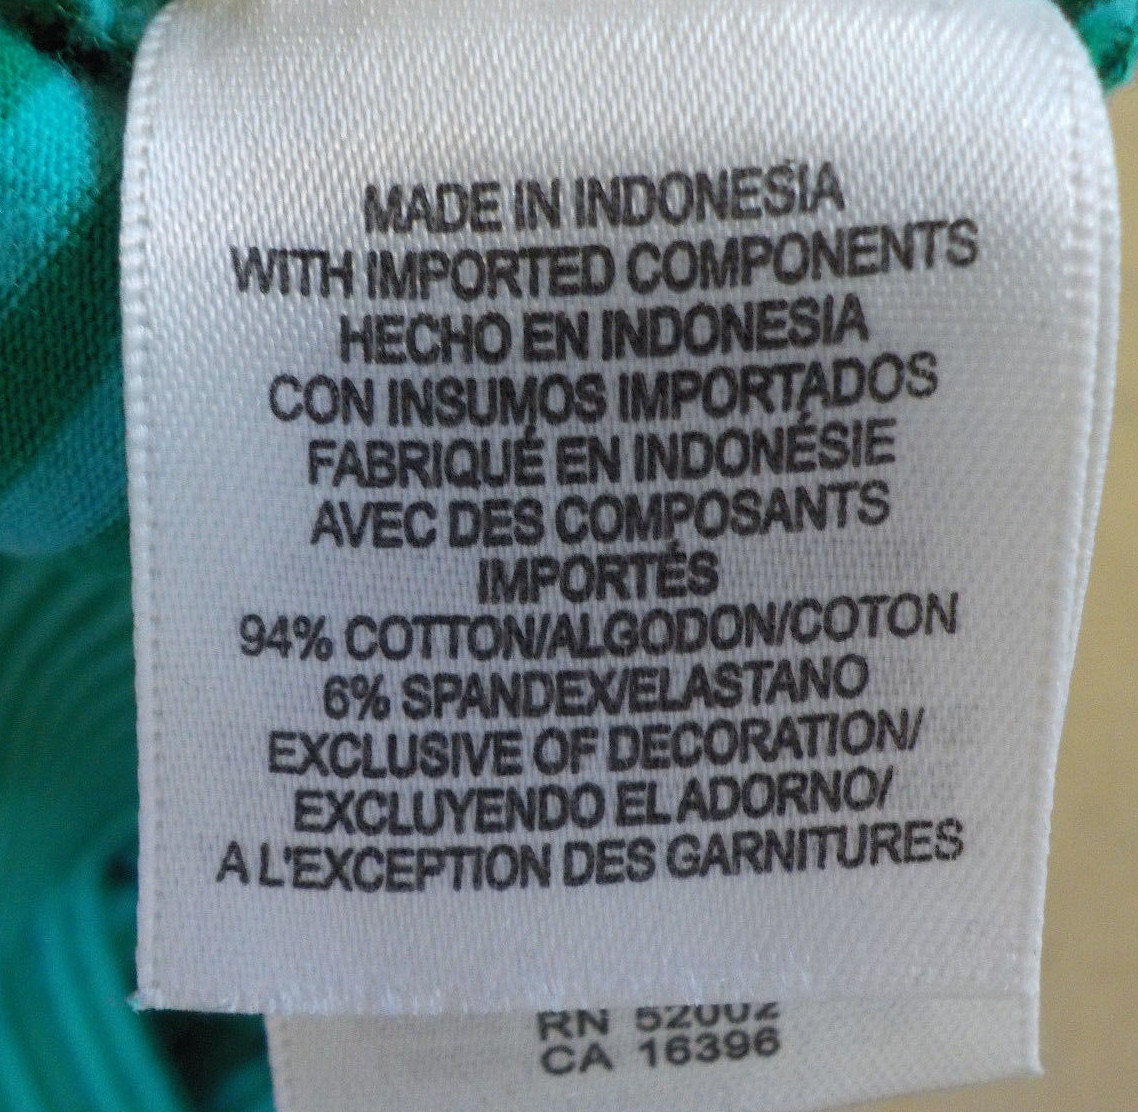 MADE IN INDONESIA
WITH IMPORTED COMPONENTS
HECHO EN INDONESIA
CON INSUMOS IMPORTADOS
FABRIQUÉ EN INDONÉSIE
AVEC DES COMPOSANTS
IMPORTÉS
94% COTTON/ALGODON/COTON
6% SPANDEX/ELASTANO
EXCLUSIVE OF DECORATION/
EXCLUYENDO EL ADORNO/
A L'EXCEPTION DES GARNITURES
RN 52002
CA 16396